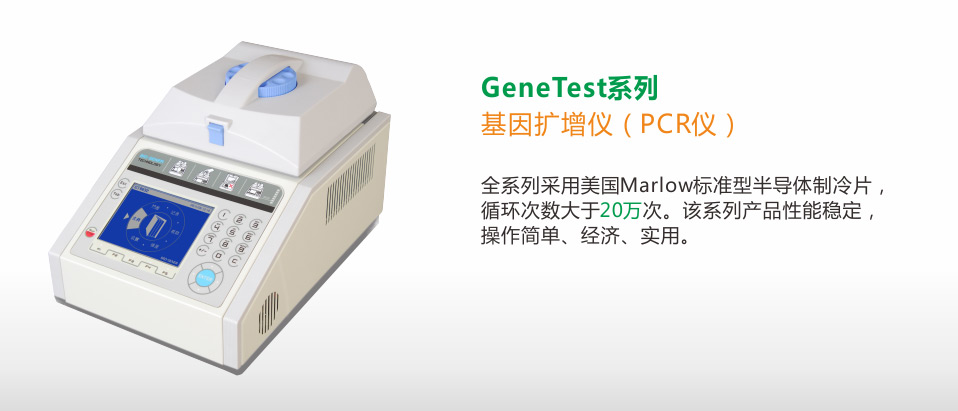 GeneTest系列
基因扩增仪（PCR仪）
全系列采用美国Marlow标准型半导体制冷片，
循环次数大于20万次。该系列产品性能稳定，
操作简单、经济、实用。